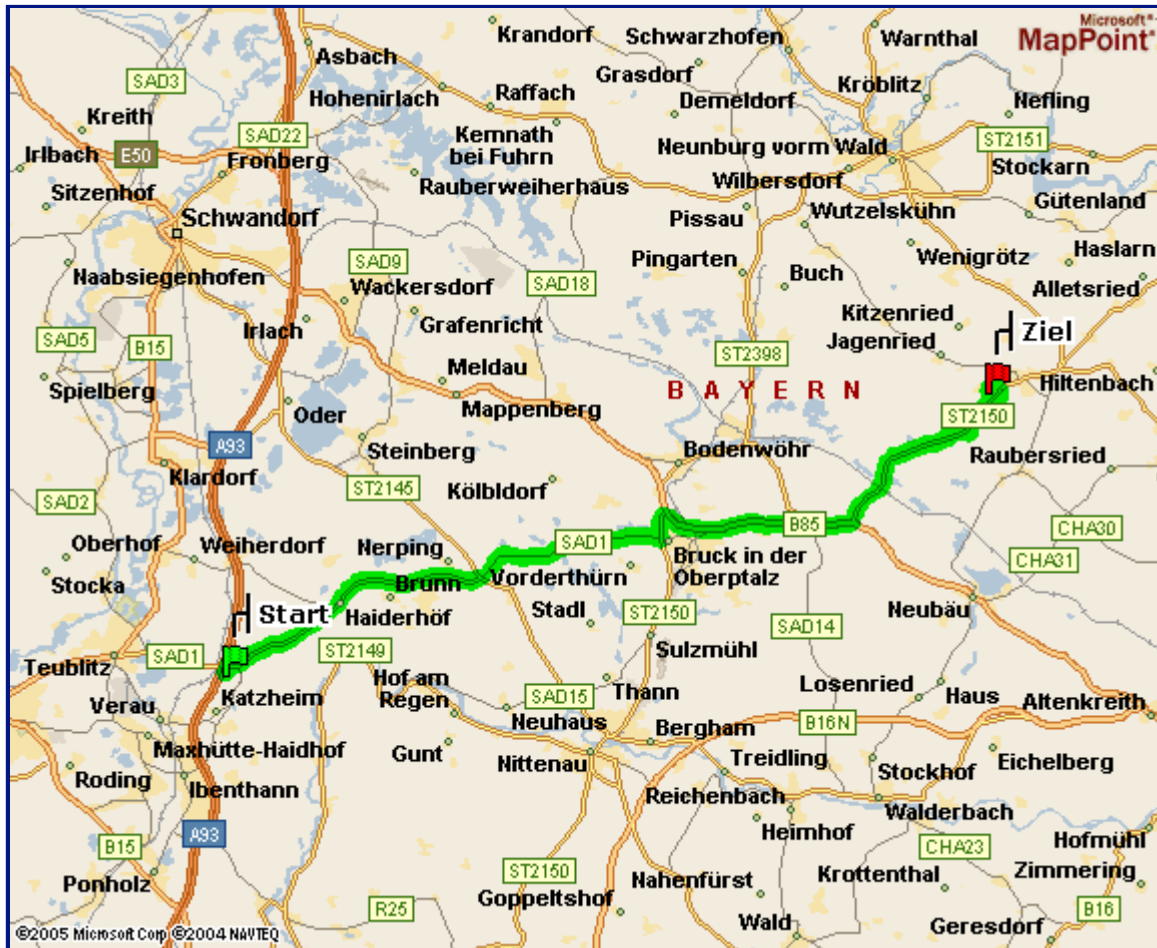 Microsoft®
MapPoint®
Krandorf
Schwarzhofen
Warnthal
Asbach
Grasdorf
Kröblitz
SAD3
Hohenirlach
Raffach
Demeldorf
Nefling
Kreith
SAD22
Kemnath
bei Fuhrn
Neunburg vorm Wald
ST2151
Irlbach
E50
Fronberg
Stockarn
Sitzenhof
Rauberweiherhaus
Wilbersdorf
Schwandorf
Pissau
Wutzelskühn
Gütenland
Naabsiegenhofen
SAD9
Pingarten
Wenigrötz
Haslarn
Wackersdorf
SAD18
Buch
Alletsried
Irlach
Grafenricht
Kitzenried
SAD5
B15
Jagenried
Ziel
ST2398
Spielberg
Meldau
BAYERN
Hiltenbach
Oder
Mappenberg
ST2150
A93
Steinberg
Bodenwöhr
Raubersried
Klardorf
ST2145
Kölbldorf
SAD2
B85
CHA30
Oberhof
Weiherdorf
Nerping
SAD1
Bruck in der
Oberpfalz
CHA31
Stocka
Brunn
Vorderthürn
Start
Haiderhöf
Stadl
ST2150
Neubäu
SAD14
Teublitz
SAD1
ST2149
Sulzmühl
Katzheim
Hof am
Regen
SAD15
Thann
Losenried
Haus
Altenkreith
Verau
Neuhaus
Bergham
B16N
Maxhütte-Haidhof
Gunt
Nittenau
Treidling
Stockhof
Eichelberg
Roding
Ibenthann
Reichenbach
Walderbach
A93
Heimhof
Hofmühl
B15
CHA23
Ponholz
ST2150
Nahenfürst
Krottenthal
Zimmering
Goppeltshof
R25
Wald
Geresdorf
B16
©2005 Microsoft Corp ©2004 NAVTEQ